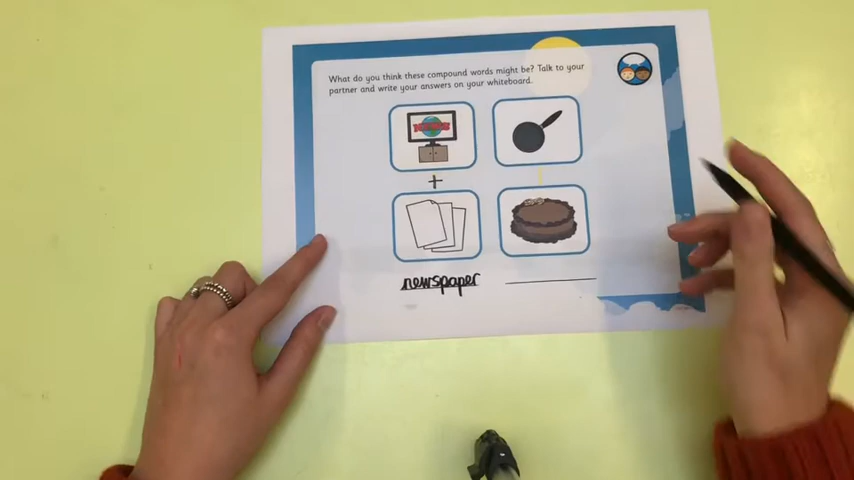 What do you think these compound words might be? Talk to your
partner and write your answers on your whiteboard.
+
newspaper